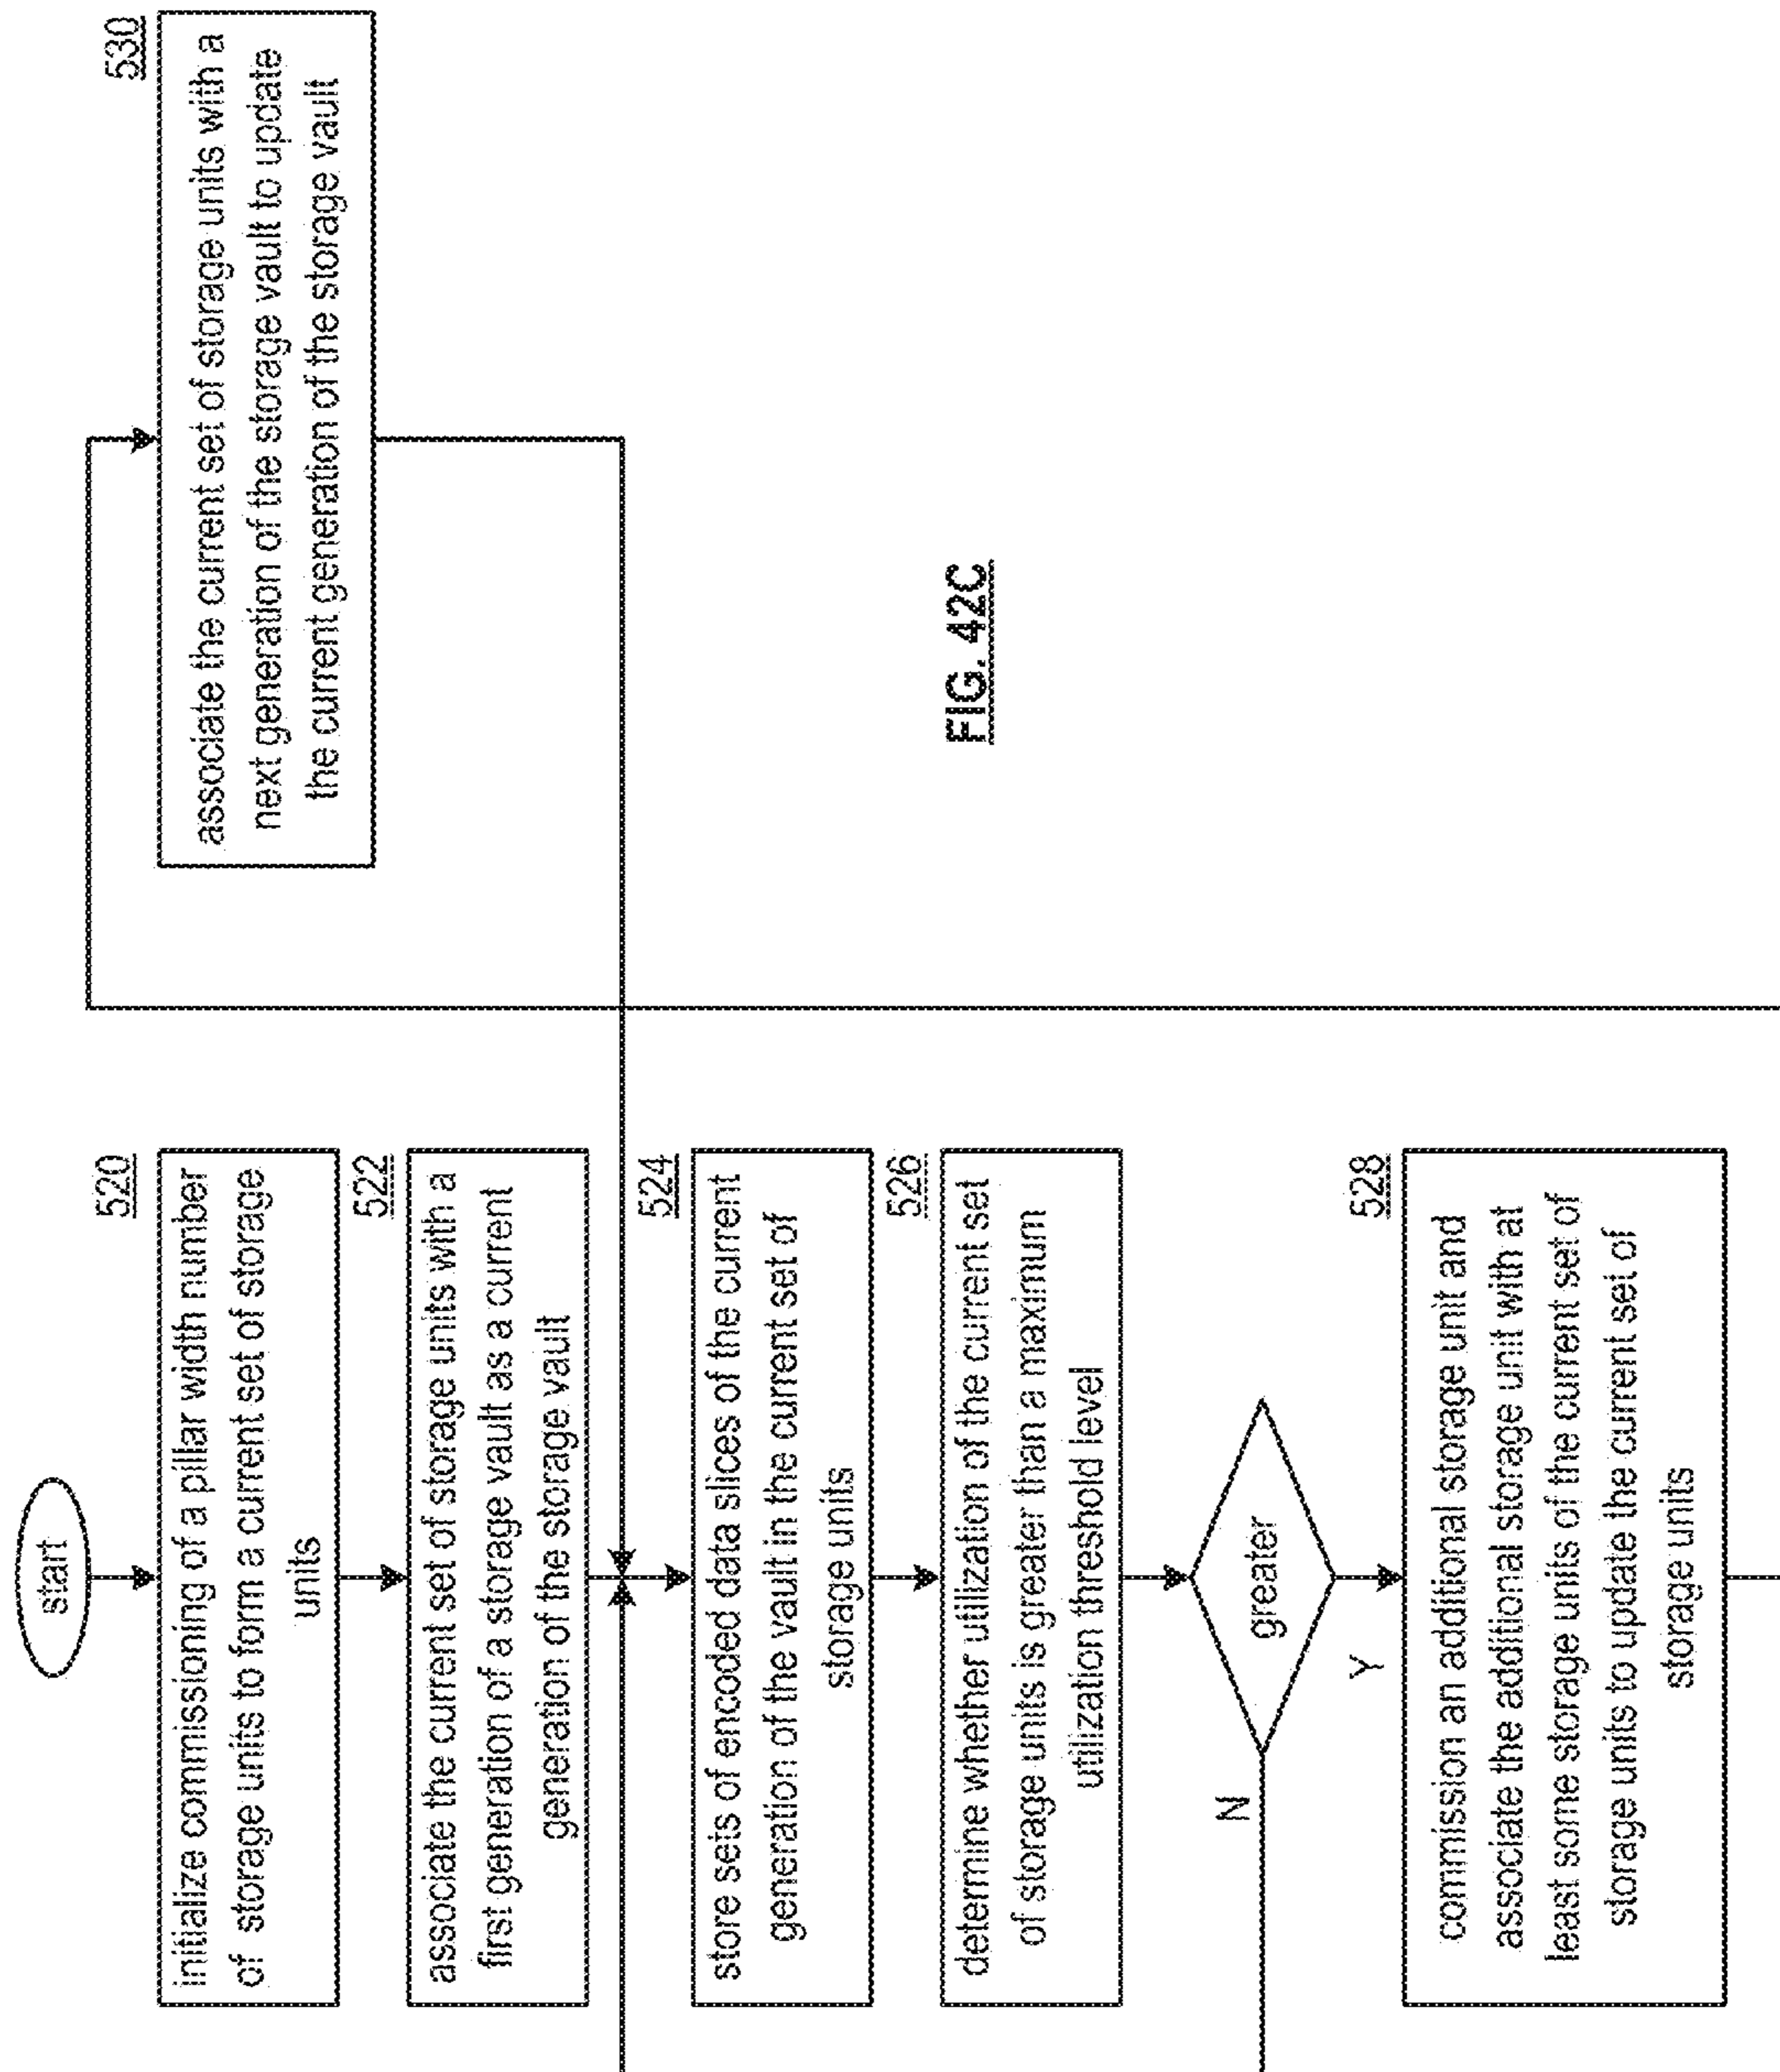 start
520
initialize commissioning of a pillar width number
of storage units to form a current set of storage
units
522
associate the current set of storage units with a
first generation of a storage vault as a current
generation of the storage vault
524
store sets of encoded data slices of the current
generation of the vault in the current set of
storage units
526
determine whether utilization of the current set
of storage units is greater than a maximum
utilization threshold level
greater
N
Y
528
commission an additional storage unit and
associate the additional storage unit with at
least some storage units of the current set of
storage units to update the current set of
storage units
530
associate the current set of storage units with a
next generation of the storage vault to update
the current generation of the storage vault
FIG. 42C